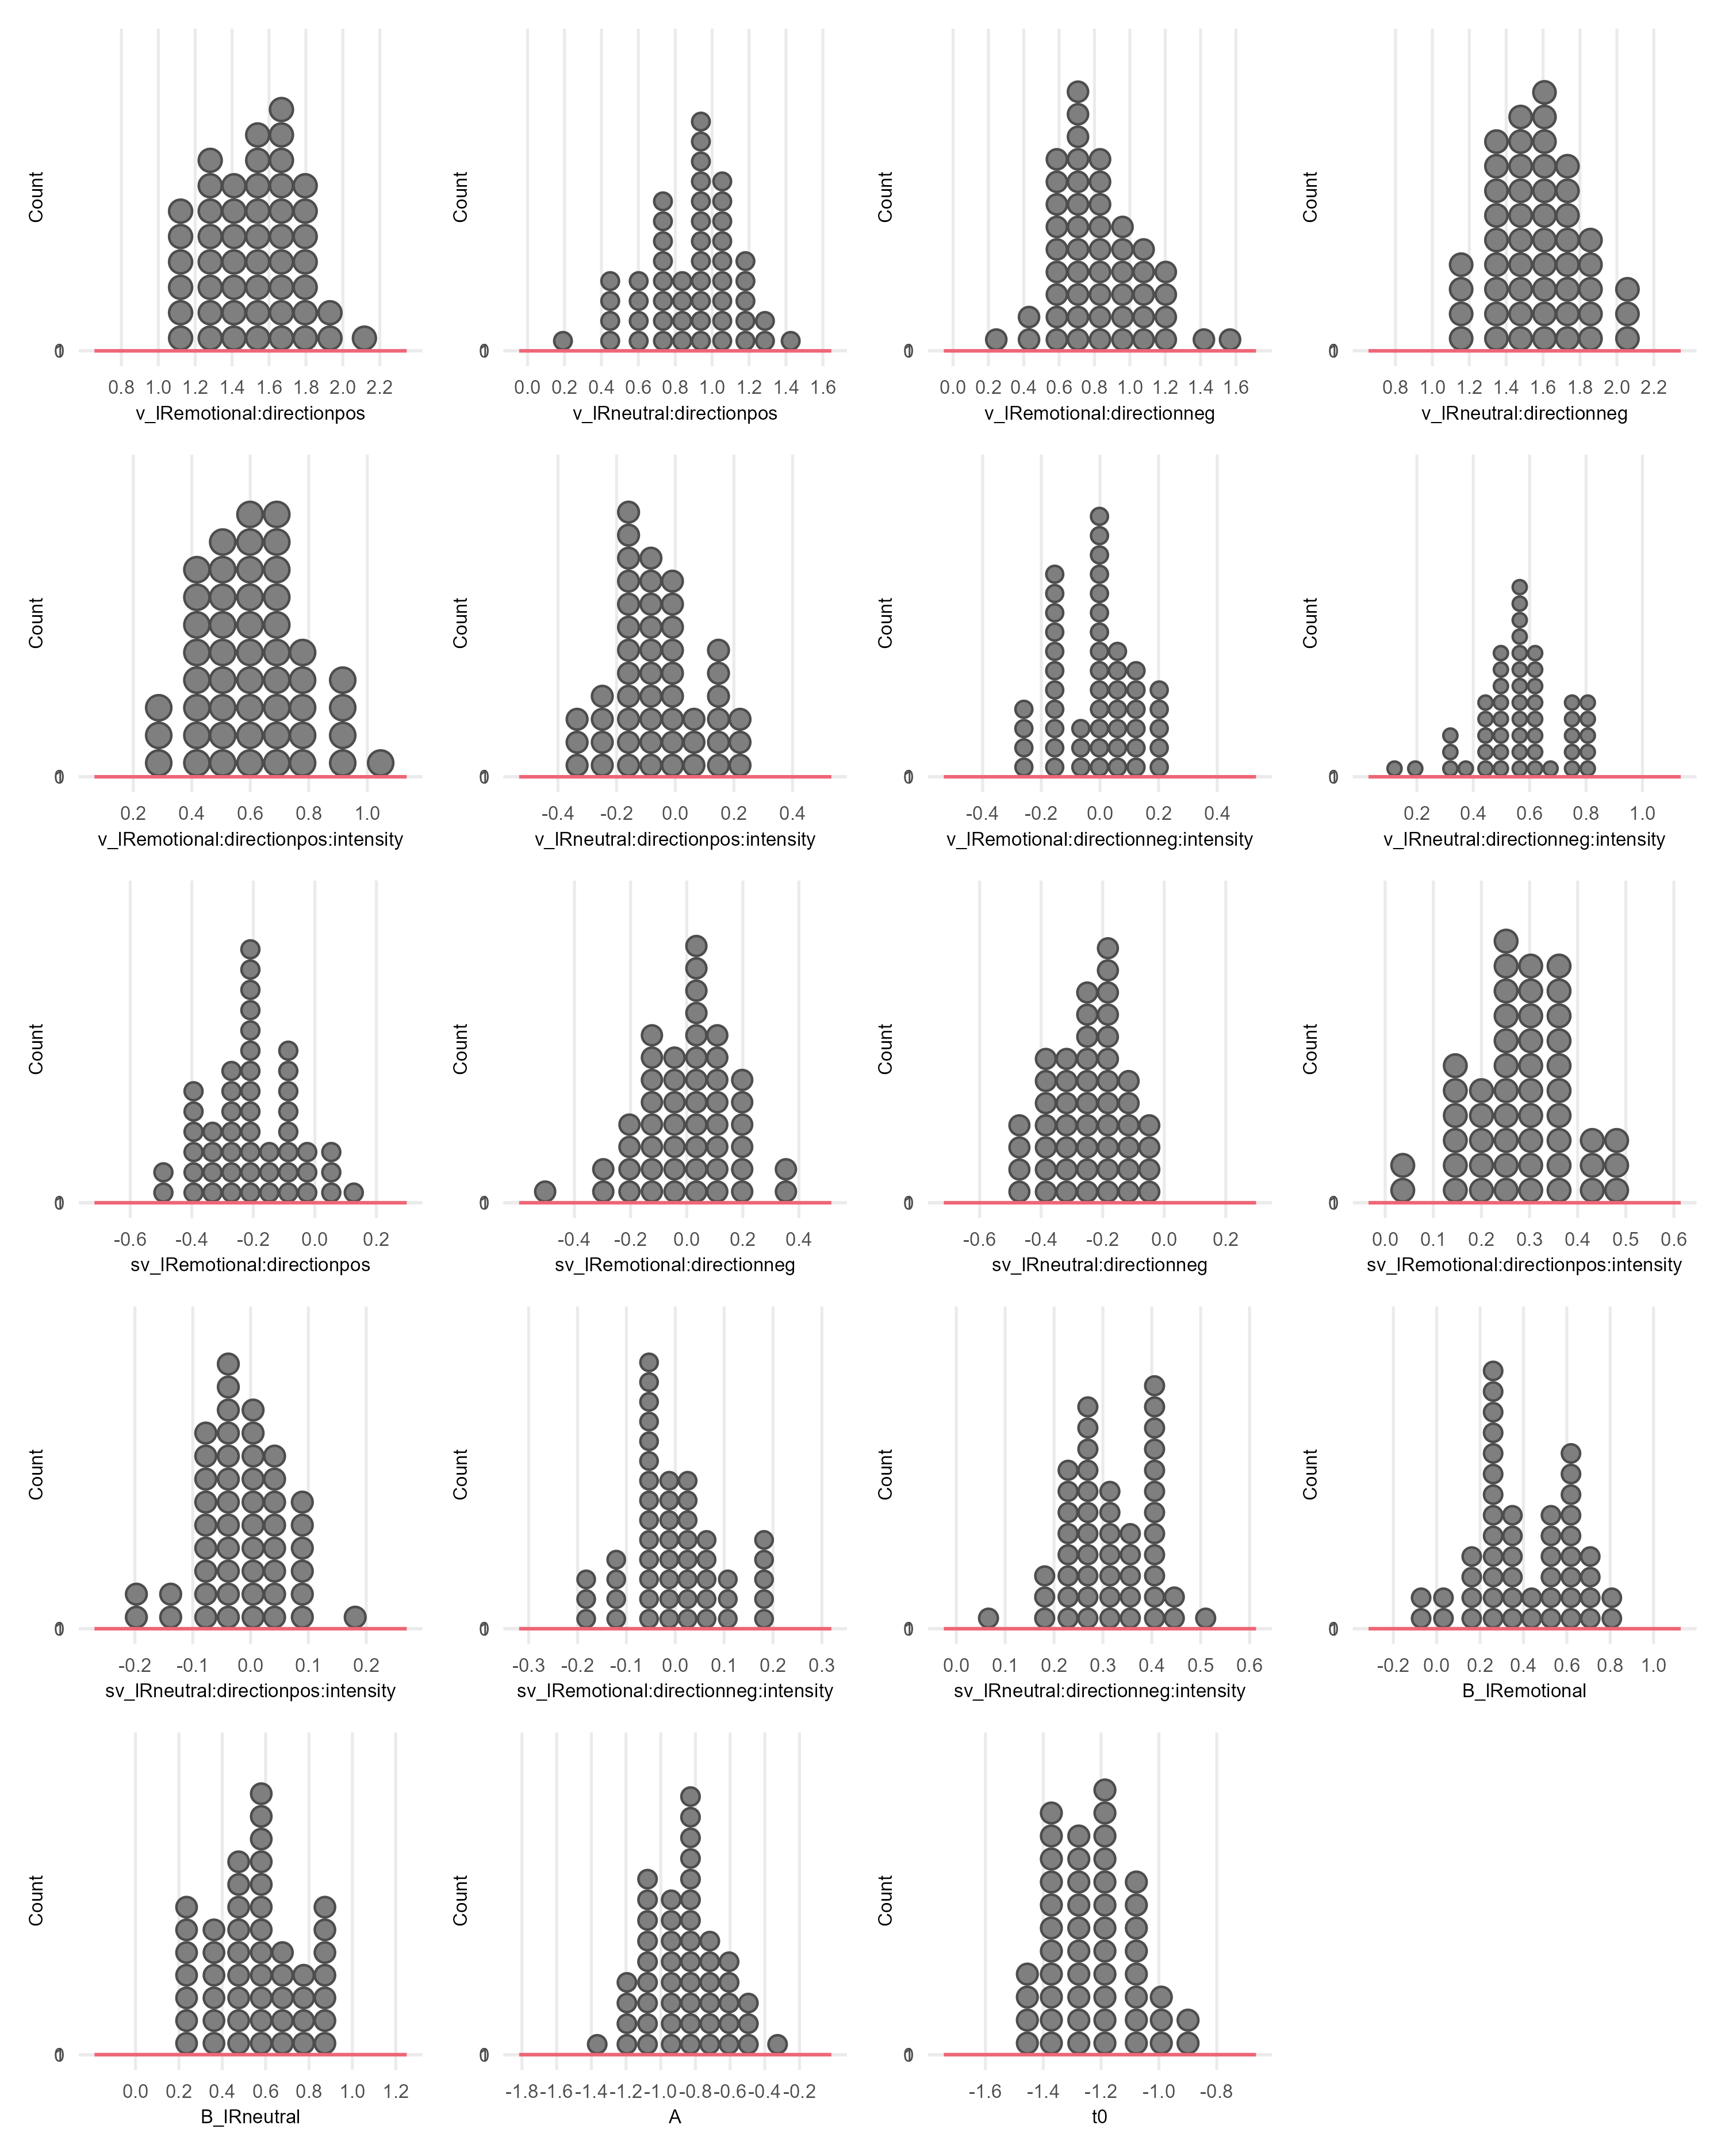 Count
Count
Count
Count
0
0
0
0
0.8 1.0 1.2 1.4 1.6 1.8 2.0 2.2
0.0 0.2 0.4 0.6 0.8 1.0 1.2 1.4 1.6
0.0 0.2 0.4 0.6 0.8 1.0 1.2 1.4 1.6
0.8 1.0 1.2 1.4 1.6 1.8 2.0 2.2
v_lRemotional:directionpos
v_lRneutral:directionpos
v_lRemotional:directionneg
v_lRneutral:directionneg
Count
Count
Count
Count
0
0
0
0
0.2 0.4 0.6 0.8 1.0
-0.4 -0.2 0.0 0.2 0.4
-0.4 -0.2 0.0 0.2 0.4
0.2 0.4 0.6 0.8 1.0
v_lRemotional:directionpos:intensity
v_lRneutral:directionpos:intensity
v_lRemotional:directionneg:intensity
v_lRneutral:directionneg:intensity
Count
Count
Count
Count
0
0
0
0
-0.6 -0.4 -0.2 0.0 0.2
-0.4 -0.2 0.0 0.2 0.4
-0.6 -0.4 -0.2 0.0 0.2
0.0 0.1 0.2 0.3 0.4 0.5 0.6
sv_lRemotional:directionpos
sv_lRemotional:directionneg
sv_lRneutral:directionneg
sv_lRemotional:directionpos:intensity
Count
Count
Count
Count
0
0
0
0
-0.2 -0.1 0.0 0.1 0.2
-0.3 -0.2 -0.1 0.0 0.1 0.2 0.3
0.0 0.1 0.2 0.3 0.4 0.5 0.6
-0.2 0.0 0.2 0.4 0.6 0.8 1.0
sv_lRneutral:directionpos:intensity
sv_lRemotional:directionneg:intensity
sv_lRneutral:directionneg:intensity
B_lRemotional
Count
Count
Count
0
0
0
0.0 0.2 0.4 0.6 0.8 1.0 1.2
-1.8 -1.6 -1.4 -1.2 -1.0 -0.8 -0.6 -0.4 -0.2
-1.6 -1.4 -1.2 -1.0 -0.8
B_lRneutral
A
t0